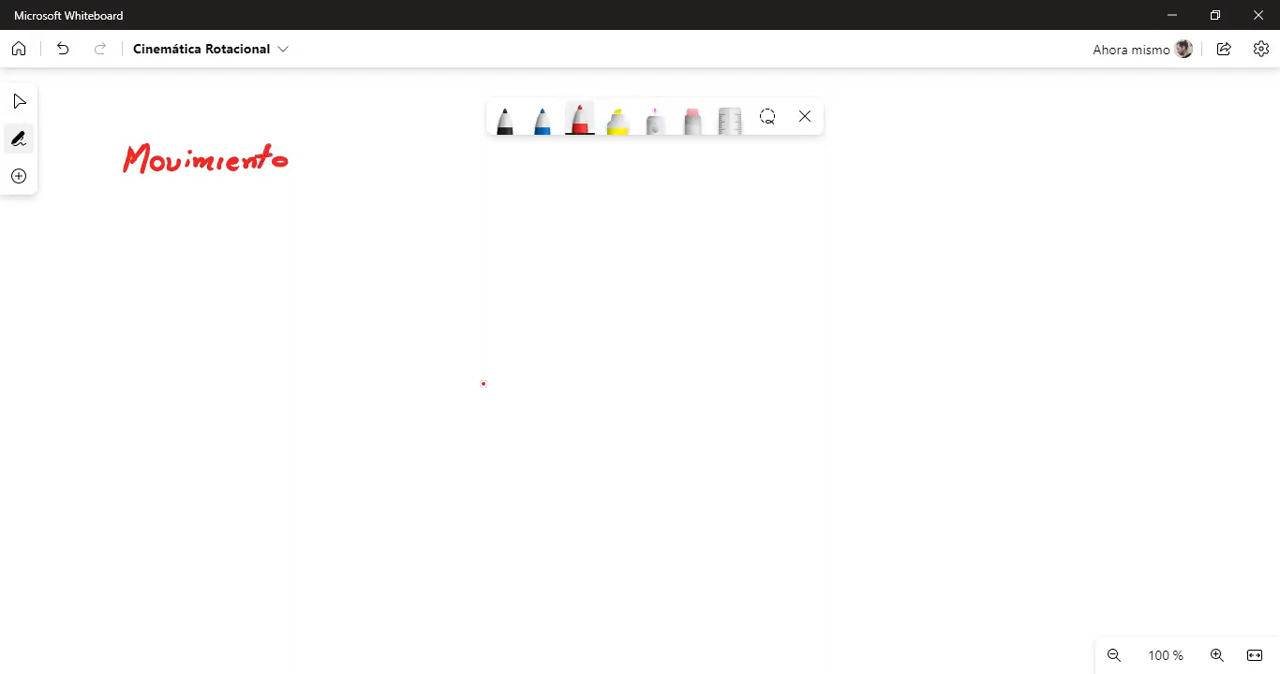 Microsoft Whiteboard
Cinemática Rotacional
Ahora mismo
Movimiento
100 %